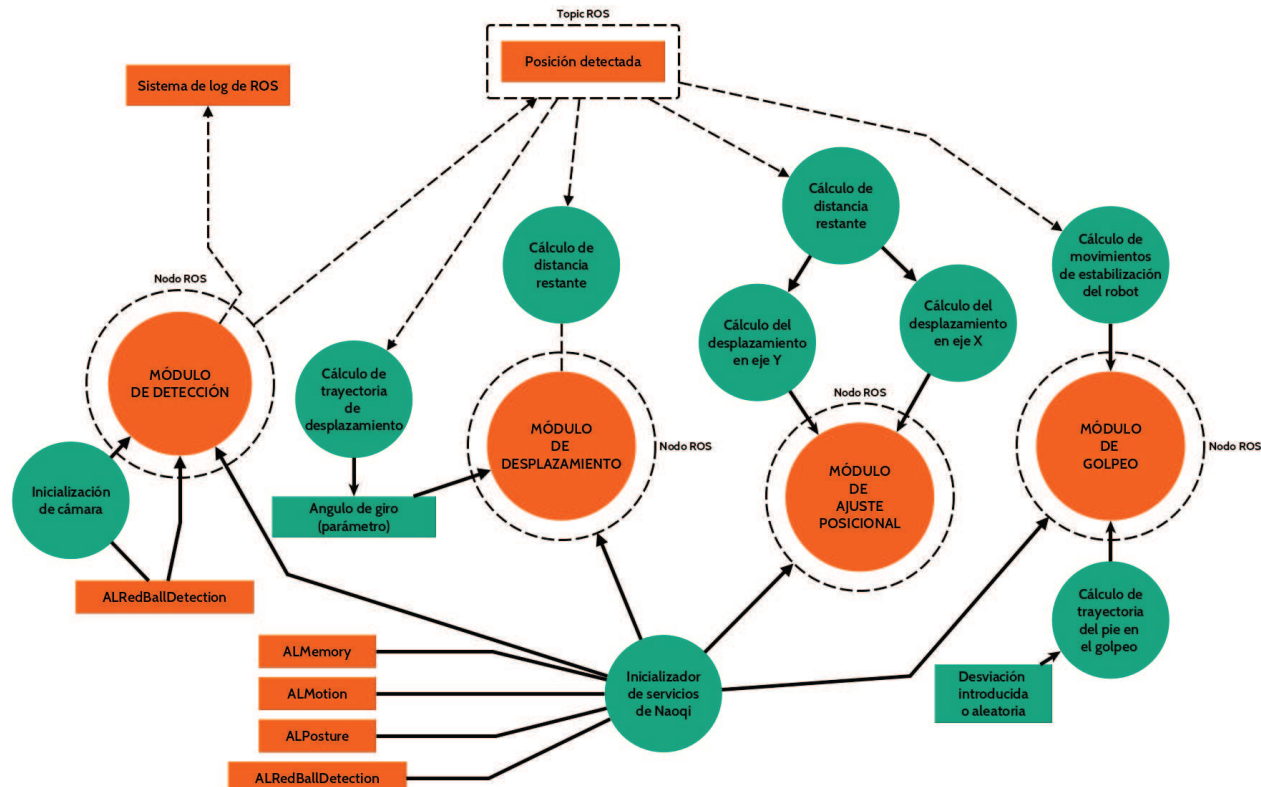 Topic ROS
Posición detectada
Sistema de log de ROS
Cálculo de
distancia
restante
Cálculo de
distancia
restante
Cálculo de
movimientos
de estabilización
del robot
Nodo ROS
MÓDULO
DE DETECCIÓN
Cálculo del
desplazamiento
en eje Y
Cálculo del
desplazamiento
en eje X
Cálculo de
trayectoria
de
desplazamiento
Nodo ROS
MÓDULO
DE
DESPLAZAMIENTO
Nodo ROS
MÓDULO
DE
AJUSTE
POSICIONAL
MÓDULO
DE
GOLPEO
Nodo ROS
Inicialización
de cámara
Angulo de giro
(parámetro)
ALRedBallDetection
Cálculo de
trayectoria
del pie en
el golpeo
ALMemory
ALMotion
ALPosture
ALRedBallDetection
Inicializador
de servicios
de Naoqi
Desviación
introducida
o aleatoria